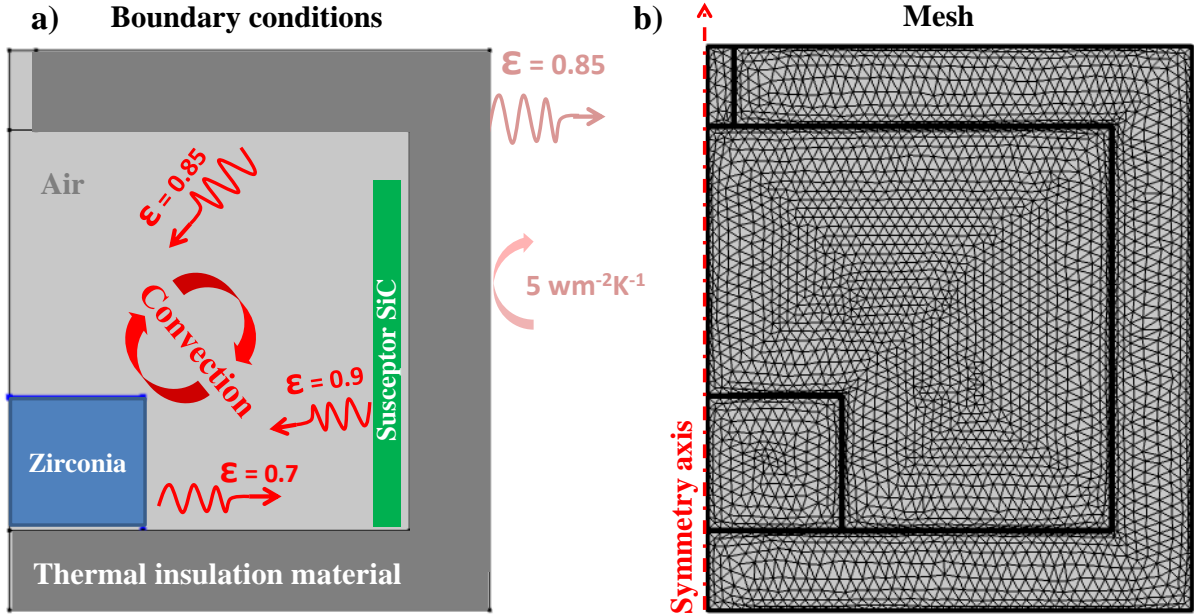 a)
Boundary conditions
ε = 0.85
Air
ε = 0.85
Convection
5 wm⁻²K⁻¹
Susceptor SiC
ε = 0.9
Zirconia
ε = 0.7
Thermal insulation material
b)
Mesh
Symmetry axis